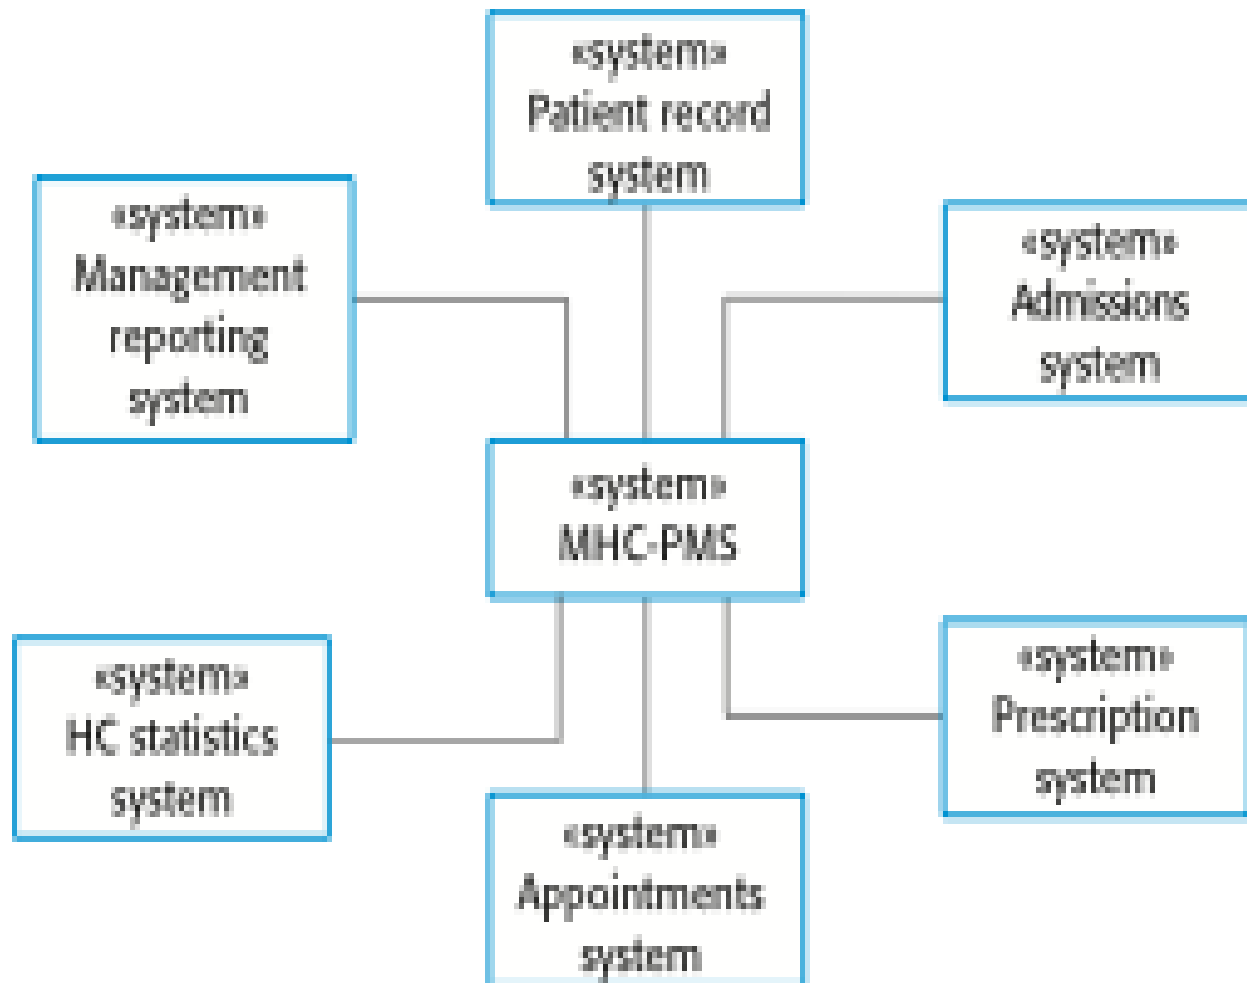 «system»
Patient record
system
«system»
Management
reporting
system
«system»
Admissions
system
«system»
MHC-PMS
«system»
HC statistics
system
«system»
Prescription
system
«system»
Appointments
system